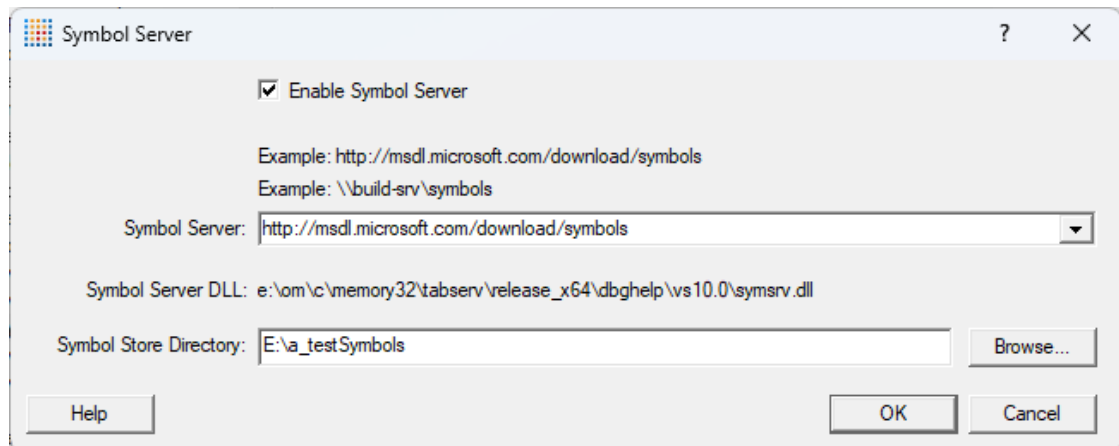 Symbol Server ?
Enable Symbol Server
Example: http://msdl.microsoft.com/download/symbols
Example: \\build-srv\symbols
Symbol Server: http://msdl.microsoft.com/download/symbols
Symbol Server DLL: e:\om\c\memory32\tabserv\release_x64\dbghelp\vs10.0\symsrv.dll
Symbol Store Directory: E:\a_testSymbols Browse...
Help OK Cancel